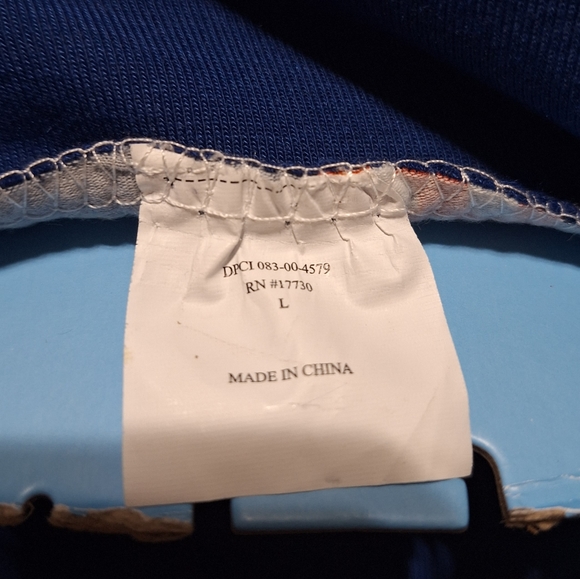 DPCI 083-00-4579
RN #17730
L
MADE IN CHINA